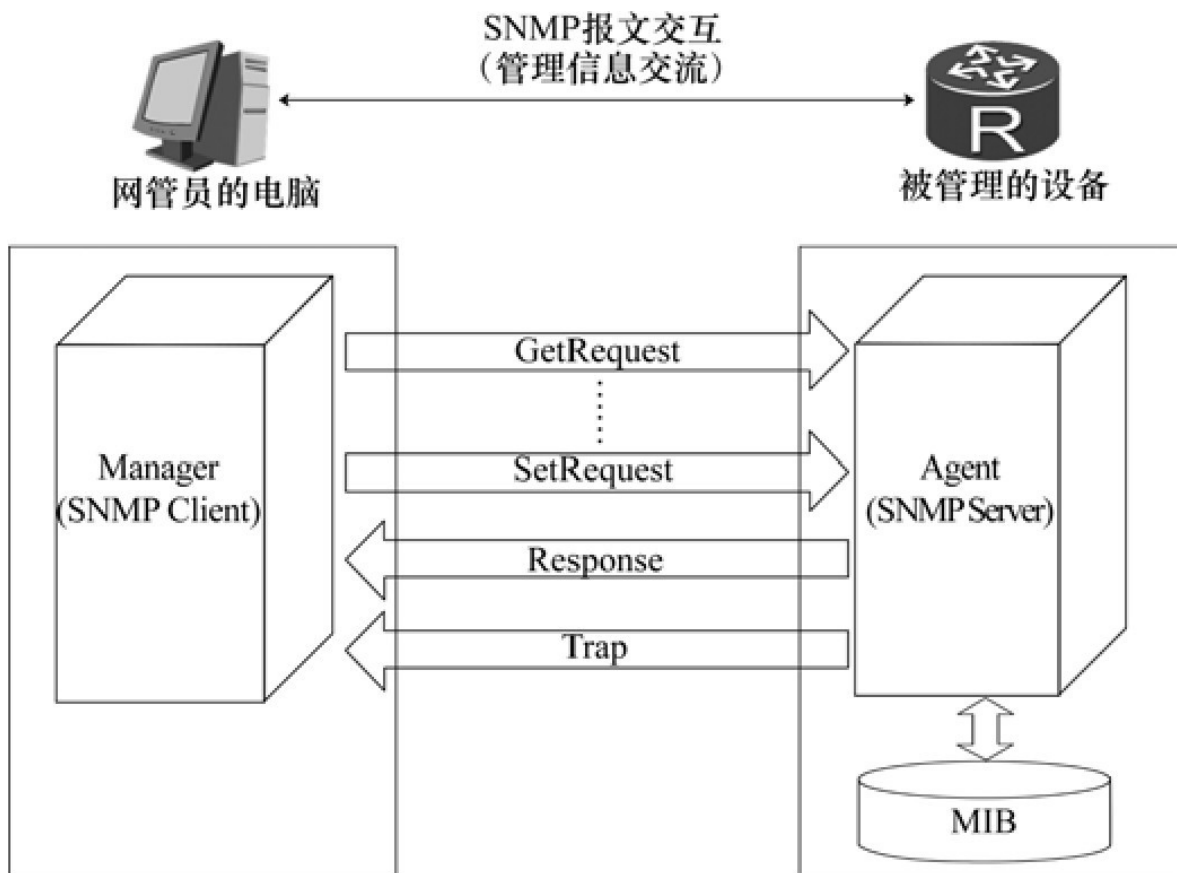 SNMP报文交互
（管理信息交流）
R
网管员的电脑
被管理的设备
GetRequest
SetRequest
Manager
(SNMP Client)
Agent
(SNMP Server)
Response
Trap
MIB